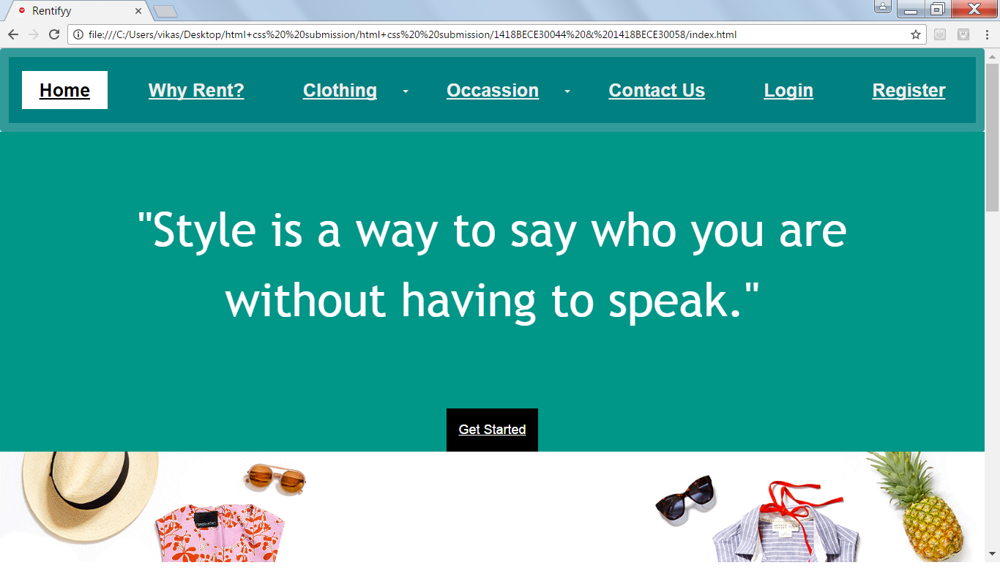 Rentifyy
file:///C:/Users/vikas/Desktop/html+css%20%20submission/html+css%20%20submission/1418BECE30044%20&%201418BECE30058/index.html
Home Why Rent? Clothing Occassion Contact Us Login Register
"Style is a way to say who you are
without having to speak."
Get Started